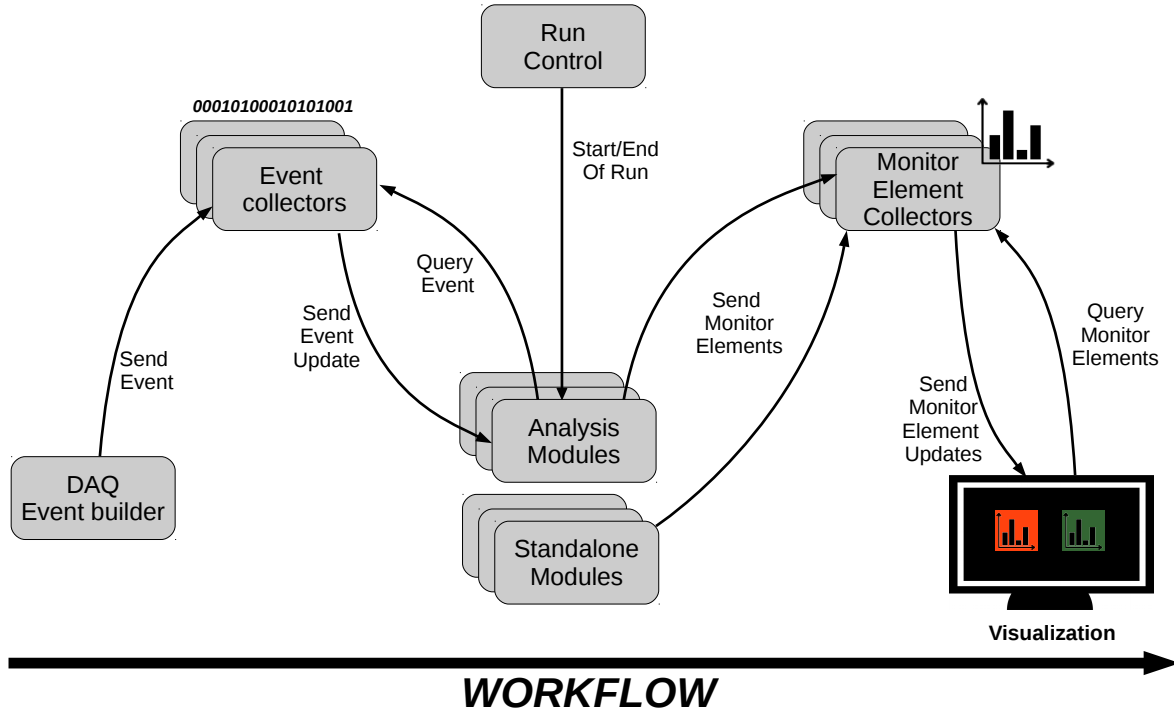 Run
Control
00010100010101001
Event
collectors
Start/End
Of Run
Monitor
Element
Collectors
Query
Event
Send
Event
Update
Send
Monitor
Elements
Query
Monitor
Elements
Send
Event
Send
Monitor
Element
Updates
Analysis
Modules
DAQ
Event builder
Standalone
Modules
Visualization
WORKFLOW